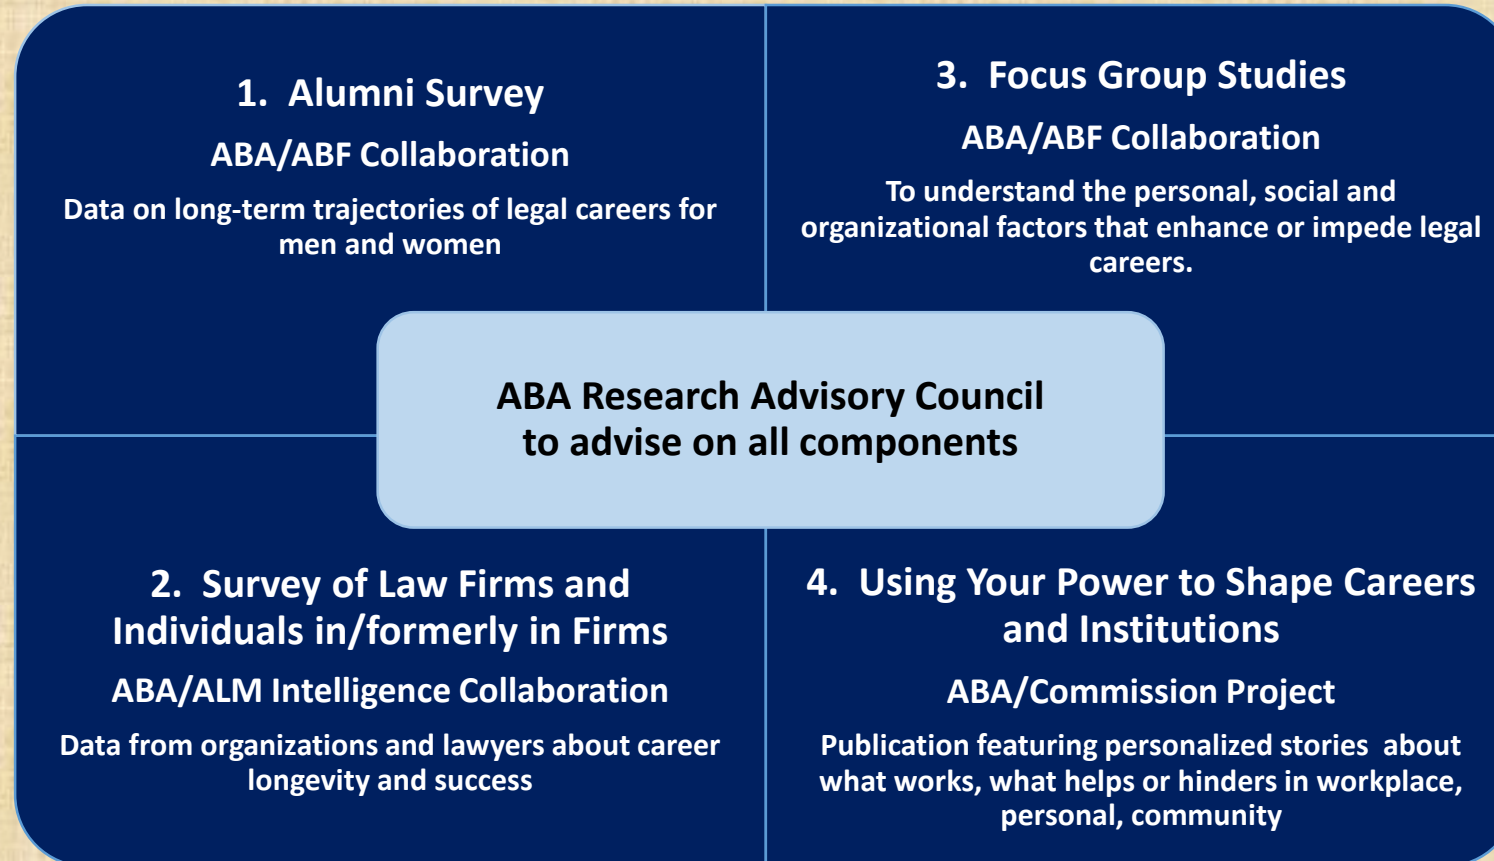 1. Alumni Survey
ABA/ABF Collaboration
Data on long-term trajectories of legal careers for
men and women
3. Focus Group Studies
ABA/ABF Collaboration
To understand the personal, social and
organizational factors that enhance or impede legal
careers.
ABA Research Advisory Council
to advise on all components
2. Survey of Law Firms and
Individuals in/formerly in Firms
ABA/ALM Intelligence Collaboration
Data from organizations and lawyers about career
longevity and success
4. Using Your Power to Shape Careers
and Institutions
ABA/Commission Project
Publication featuring personalized stories about
what works, what helps or hinders in workplace,
personal, community